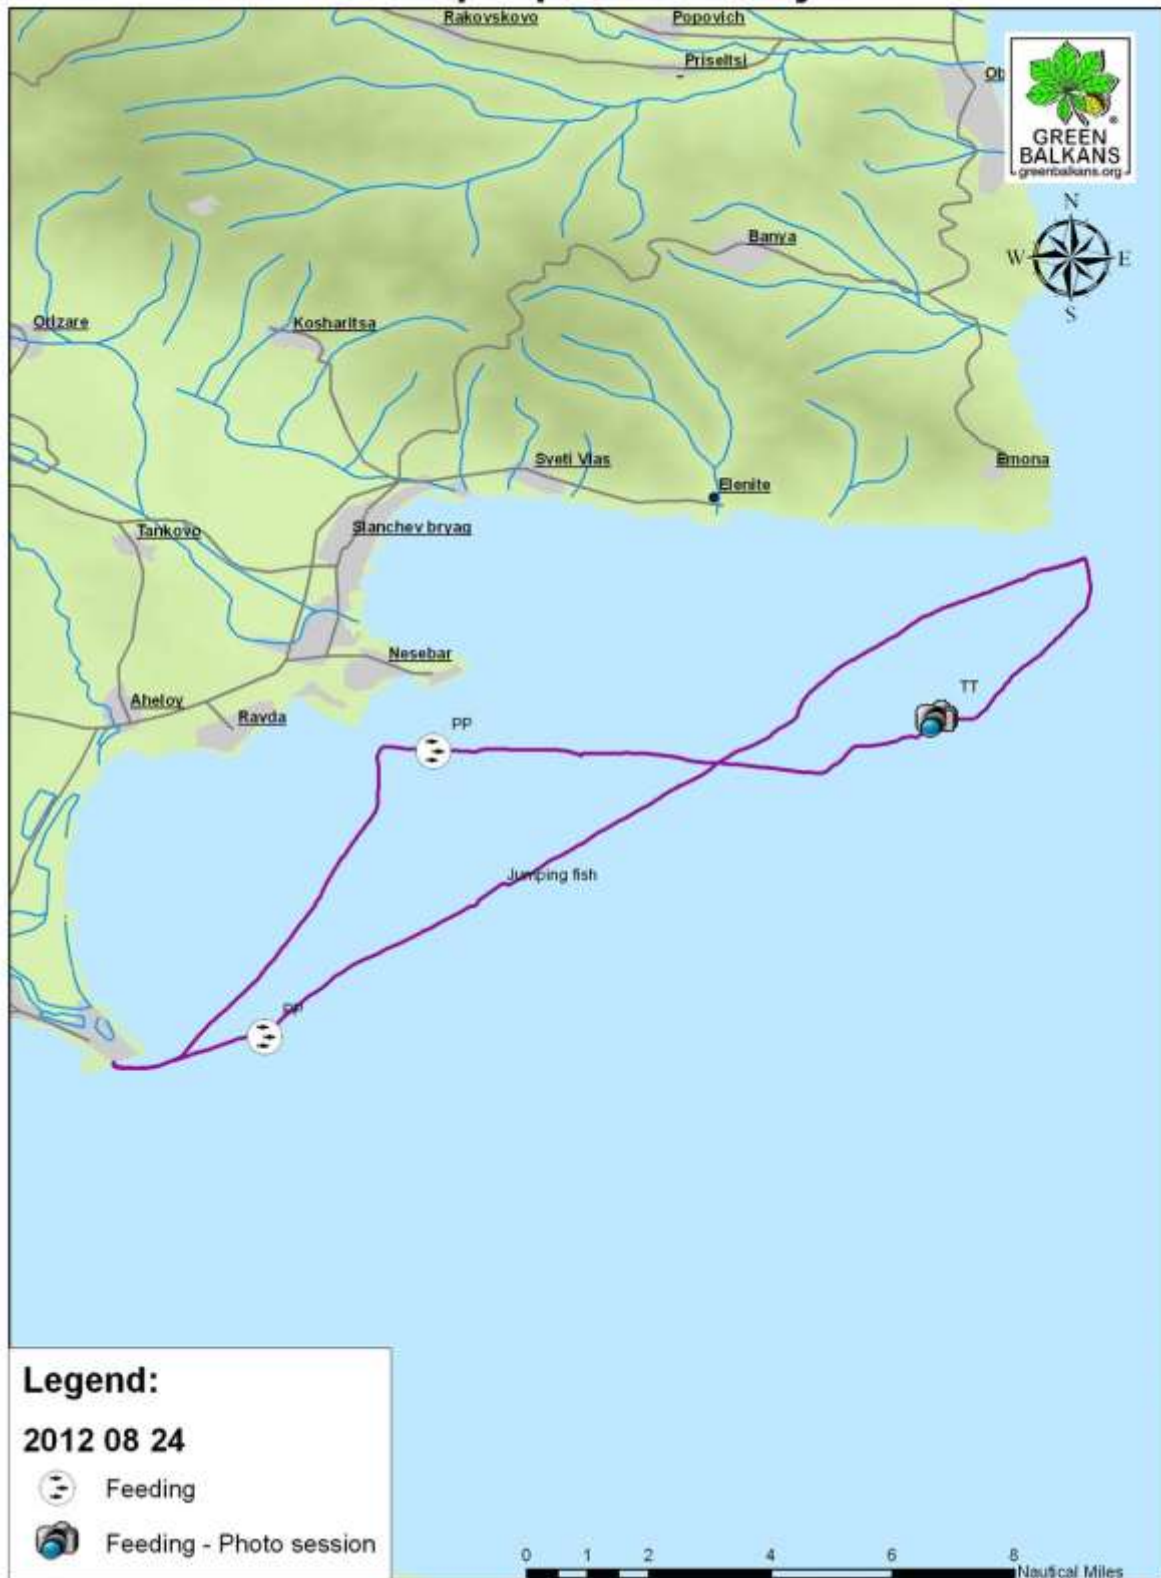 Rakovskovo
Popovich
Priseltsi
Ob
GREEN
BALKANS
®
greenbalkans.org
N
W
E
S
Banya
Orizare
Kosharitsa
Sveti Vlas
Emona
Elenite
Slanchev bryag
Tankovo
Nesebar
Aheloy
Ravda
TT
PP
Jumping fish
PP
Legend:
2012 08 24
Feeding
Feeding - Photo session
0 1 2 4 6 8
Nautical Miles